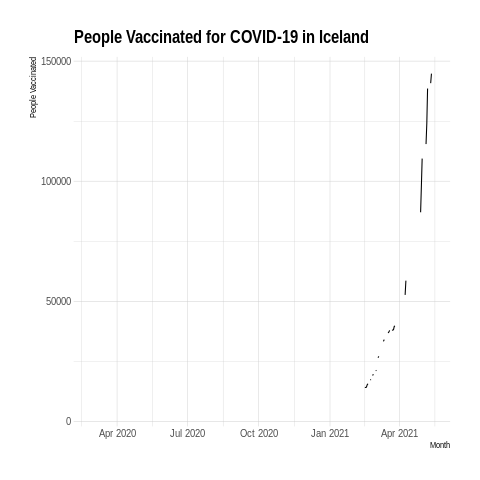 People Vaccinated for COVID-19 in Iceland
People Vaccinated
150000
100000
50000
0
Apr 2020 Jul 2020 Oct 2020 Jan 2021 Apr 2021
Month